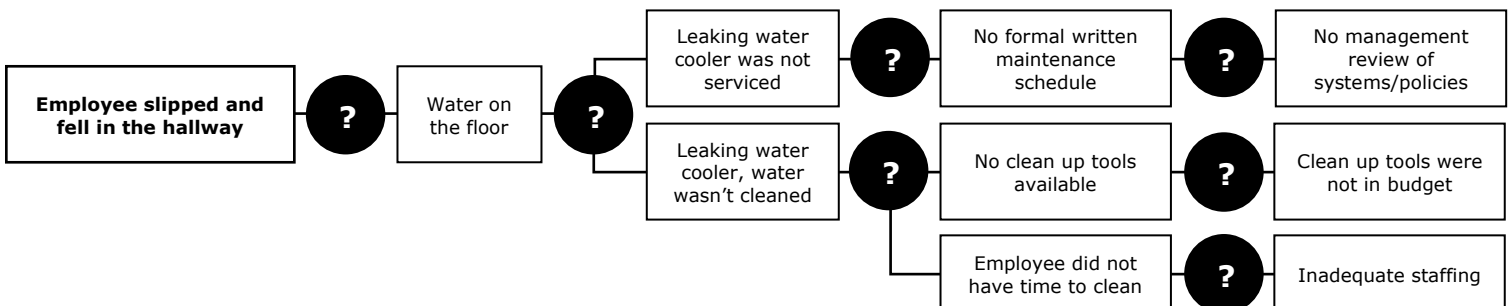 Employee slipped and
fell in the hallway
?
Water on
the floor
?
Leaking water
cooler was not
serviced
?
No formal written
maintenance
schedule
?
No management
review of
systems/policies
Leaking water
cooler, water
wasn’t cleaned
?
No clean up tools
available
?
Clean up tools were
not in budget
Employee did not
have time to clean
?
Inadequate staffing